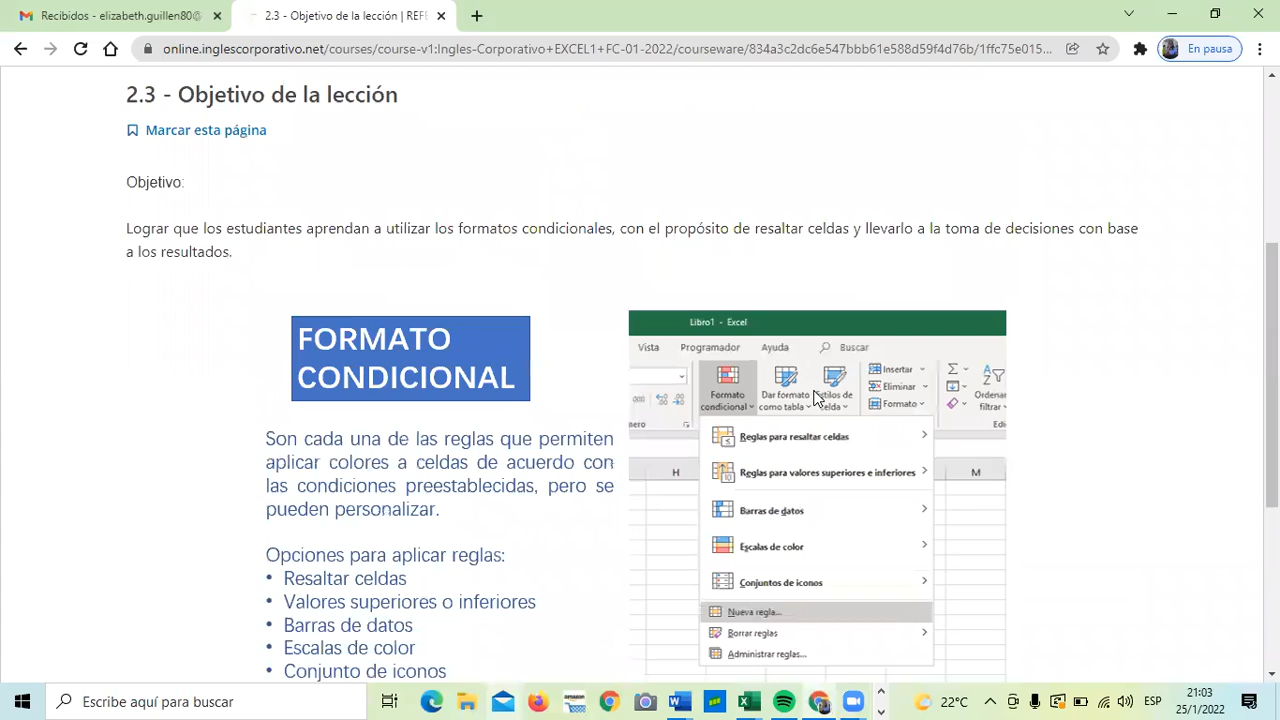 Recibidos - elizabeth.guillen80@
2.3 - Objetivo de la lección | REFE
online.inglescorporativo.net/courses/course-v1:Ingles-Corporativo+EXCEL1+FC-01-2022/courseware/834a3c2c6e547bbb61e588d59f4d76b/1ffc75e015...
En pausa
2.3 - Objetivo de la lección
Marcar esta página
Objetivo:
Lograr que los estudiantes aprendan a utilizar los formatos condicionales, con el propósito de resaltar celdas y llevarlo a la toma de decisiones con base
a los resultados.
FORMATO
CONDICIONAL
Son cada una de las reglas que permiten
aplicar colores a celdas de acuerdo con
las condiciones preestablecidas, pero se
pueden personalizar.
Opciones para aplicar reglas:
• Resaltar celdas
• Valores superiores o inferiores
• Barras de datos
• Escalas de color
• Conjunto de iconos
Libro1 - Excel
Vista Programador Ayuda Buscar
Formato condicional
Dar formato como tabla
Estilos de celda
Insertar
Eliminar
Formato
Ordenar
filtrar
mero
Edi
H M
Reglas para resaltar celdas
Reglas para valores superiores e inferiores
Barras de datos
Escalas de color
Conjuntos de iconos
Nueva regla...
Borrar reglas
Administrar reglas...
Escribe aquí para buscar
22°C
ESP
21:03
25/1/2022